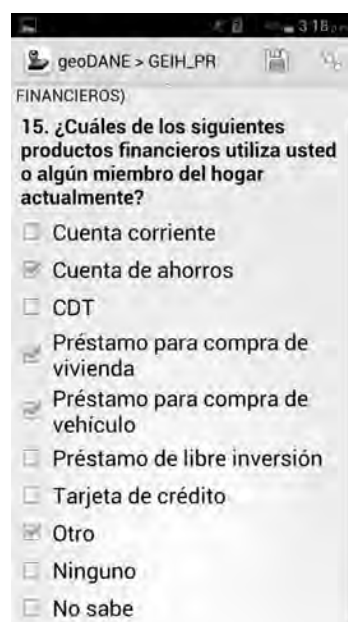 3:18 p.m.
geoDANE > GEIH_PR
FINANCIEROS)
15. ¿Cuáles de los siguientes
productos financieros utiliza usted
o algún miembro del hogar
actualmente?
Cuenta corriente
Cuenta de ahorros
CDT
Préstamo para compra de
vivienda
Préstamo para compra de
vehículo
Préstamo de libre inversión
Tarjeta de crédito
Otro
Ninguno
No sabe